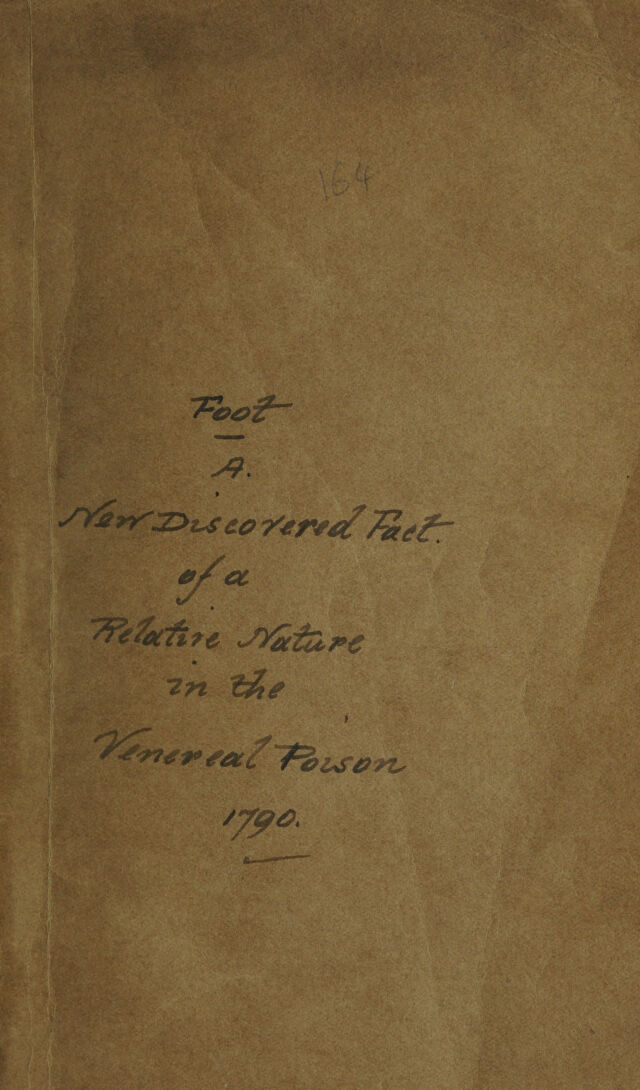 164
Foot
A.
New Discovered Fact.
of a
Relative Nature
in the
Venereal Poison
1790.